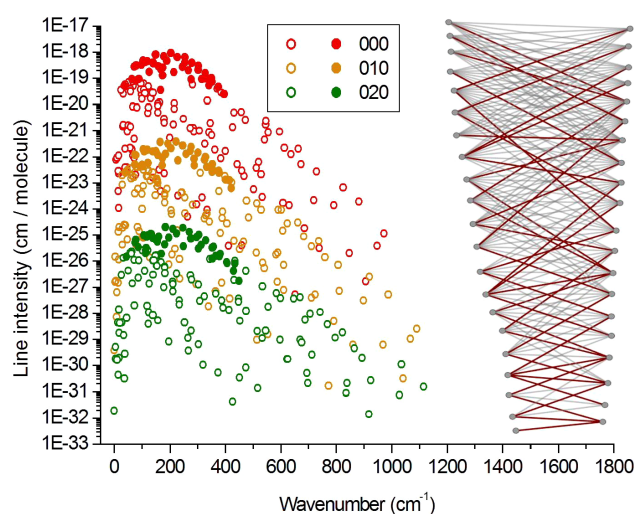 1E-17
1E-18
1E-19
1E-20
1E-21
1E-22
1E-23
1E-24
1E-25
1E-26
1E-27
1E-28
1E-29
1E-30
1E-31
1E-32
1E-33
Line intensity (cm / molecule)
000
010
020
0 200 400 600 800 1000 1200 1400 1600 1800
Wavenumber (cm⁻¹)